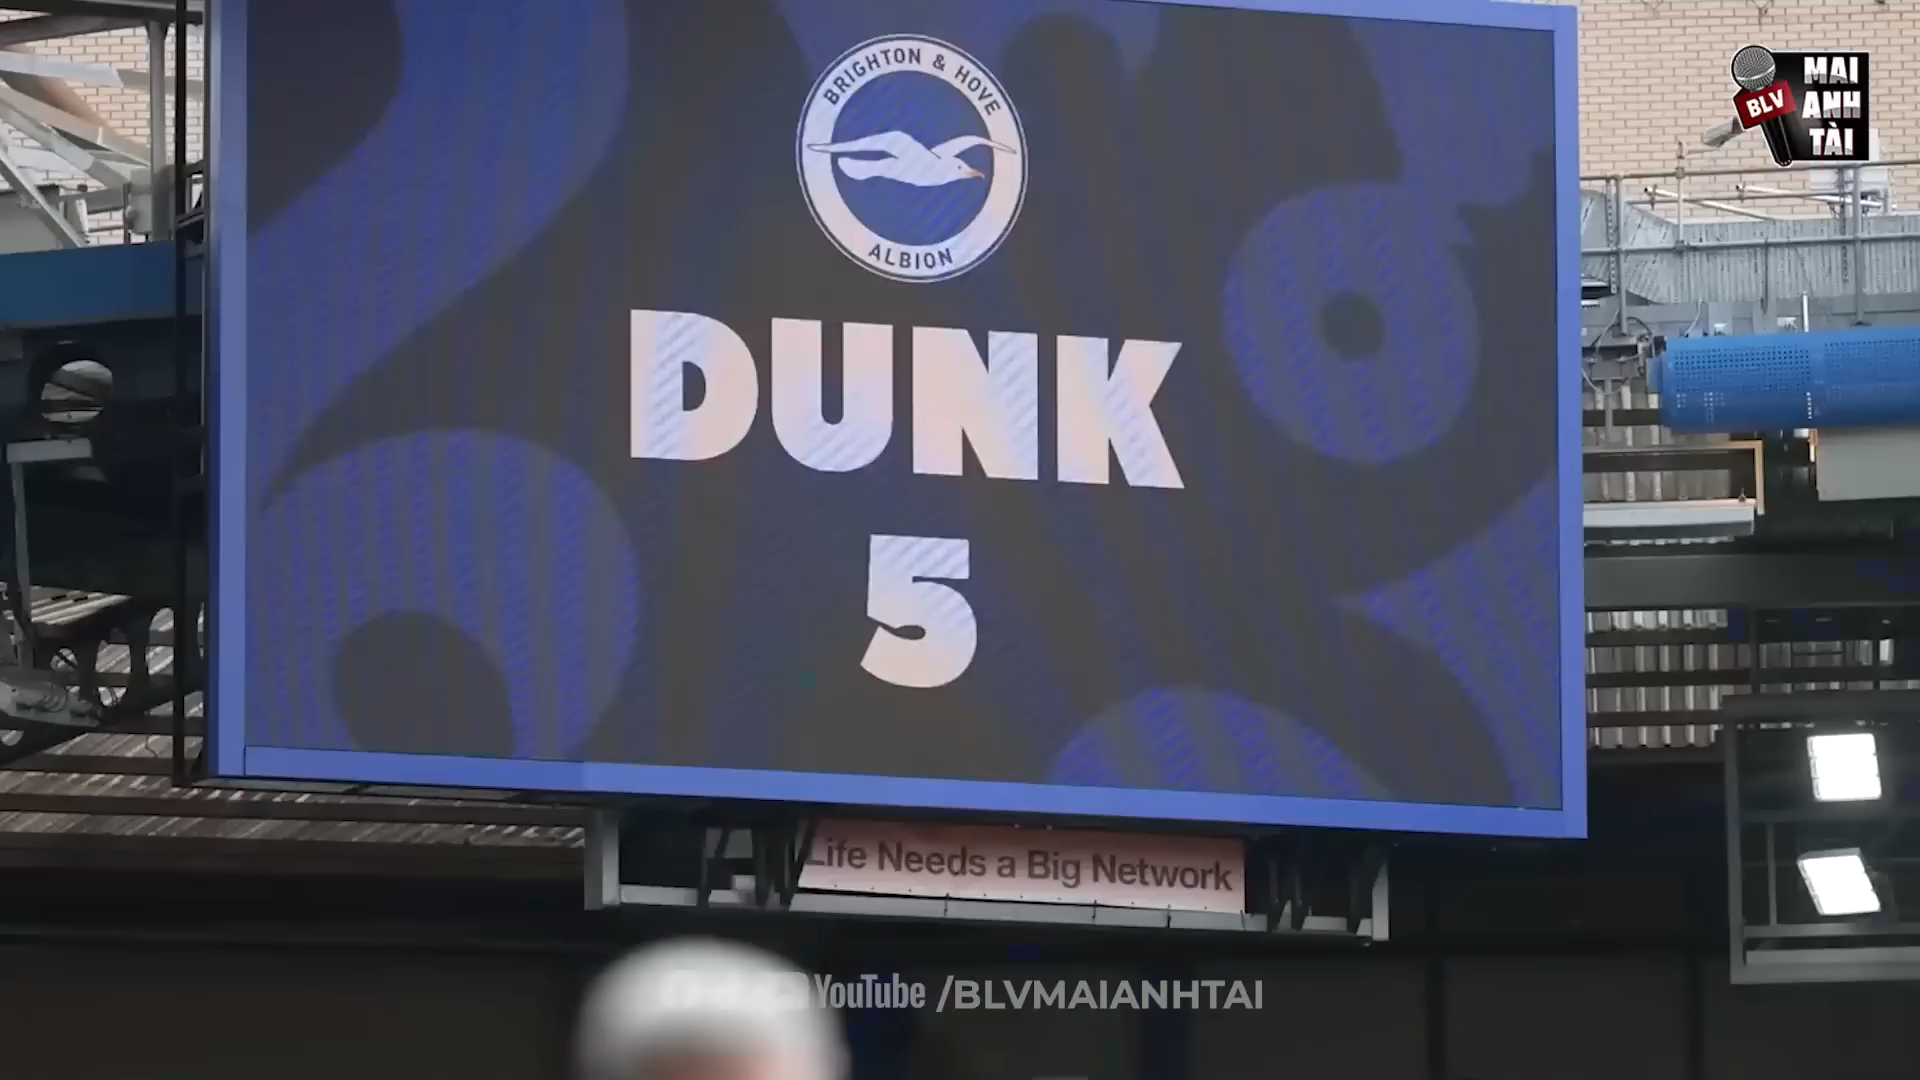 BRIGHTON & HOVE
ALBION
DUNK
5
Life Needs a Big Network
BLV
MAI
ANH
TÀI
YouTube /BLVMAIANHTAI